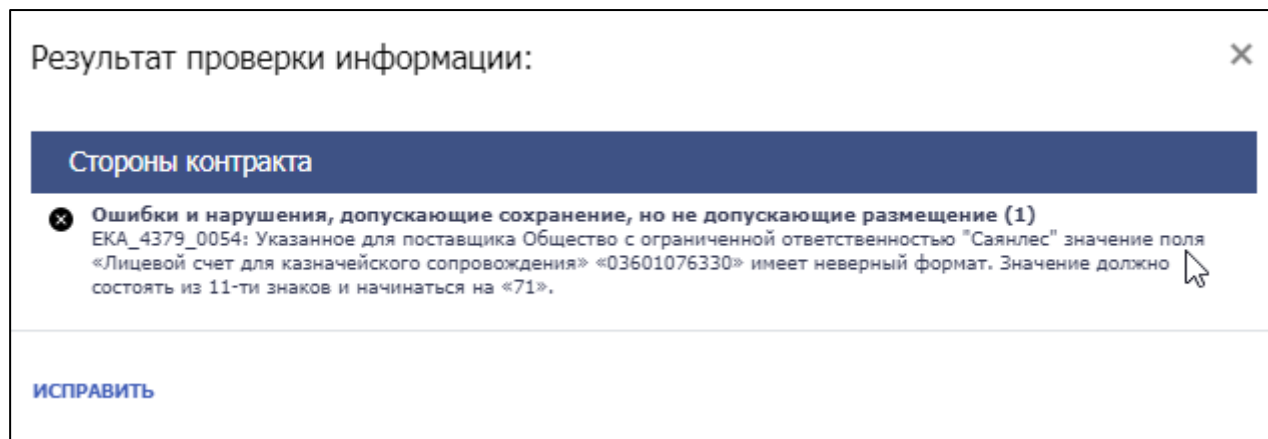 Результат проверки информации:
Стороны контракта
Ошибки и нарушения, допускающие сохранение, но не допускающие размещение (1)
ЕКА_4379_0054: Указанное для поставщика Общество с ограниченной ответственностью "Саянлес" значение поля
«Лицевой счет для казначейского сопровождения» «03601076330» имеет неверный формат. Значение должно
состоять из 11-ти знаков и начинаться на «71».
ИСПРАВИТЬ